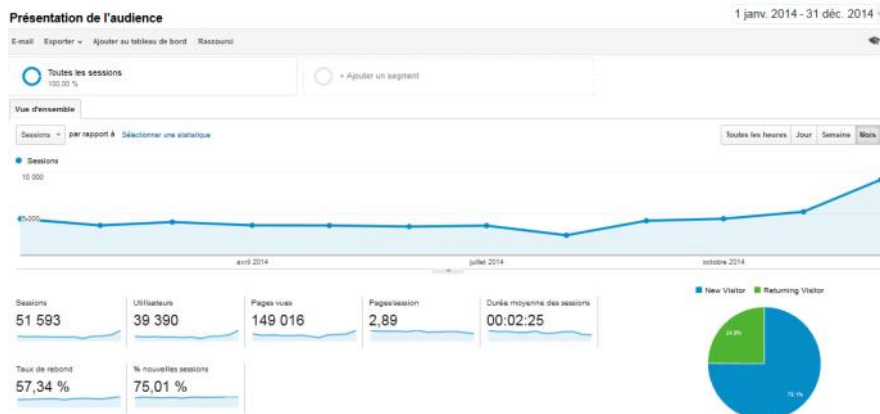 Présentation de l'audience
1 janv. 2014 - 31 déc. 2014
E-mail Exporter Ajouter au tableau de bord Raccourci
Toutes les sessions
100,00 %
+ Ajouter un segment
Vue d'ensemble
Sessions par rapport à Sélectionner une statistique
Toutes les heures Jour Semaine Mois
Sessions
10 000
5 000
avril 2014 juillet 2014 octobre 2014
New Visitor Returning Visitor
Sessions
51 593
Utilisateurs
39 390
Pages vues
149 016
Pages/session
2,89
Durée moyenne des sessions
00:02:25
Taux de rebond
57,34 %
% nouvelles sessions
75,01 %